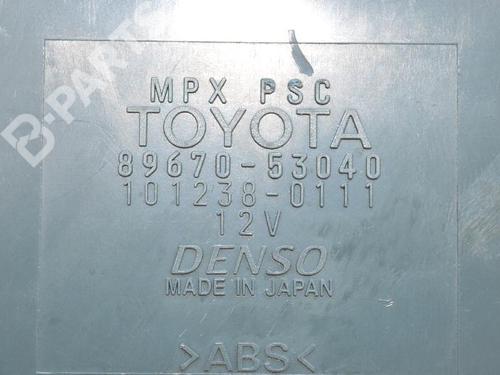 B-PARTS
MPX PSC
TOYOTA
89670-53040
101238-0111
12V
DENSO
MADE IN JAPAN
>ABS<